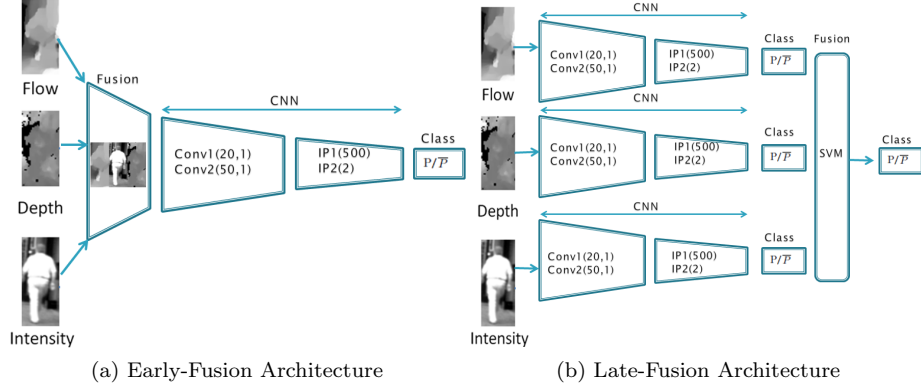 Flow
Fusion
CNN
Conv1(20,1)
Conv2(50,1)
IP1(500)
IP2(2)
Class
P/P̅
Depth
Intensity
(a) Early-Fusion Architecture
CNN
Conv1(20,1)
Conv2(50,1)
IP1(500)
IP2(2)
Class
P/P̅
Flow
CNN
Conv1(20,1)
Conv2(50,1)
IP1(500)
IP2(2)
Class
P/P̅
Depth
CNN
Conv1(20,1)
Conv2(50,1)
IP1(500)
IP2(2)
Class
P/P̅
Intensity
Fusion
SVM
Class
P/P̅
(b) Late-Fusion Architecture